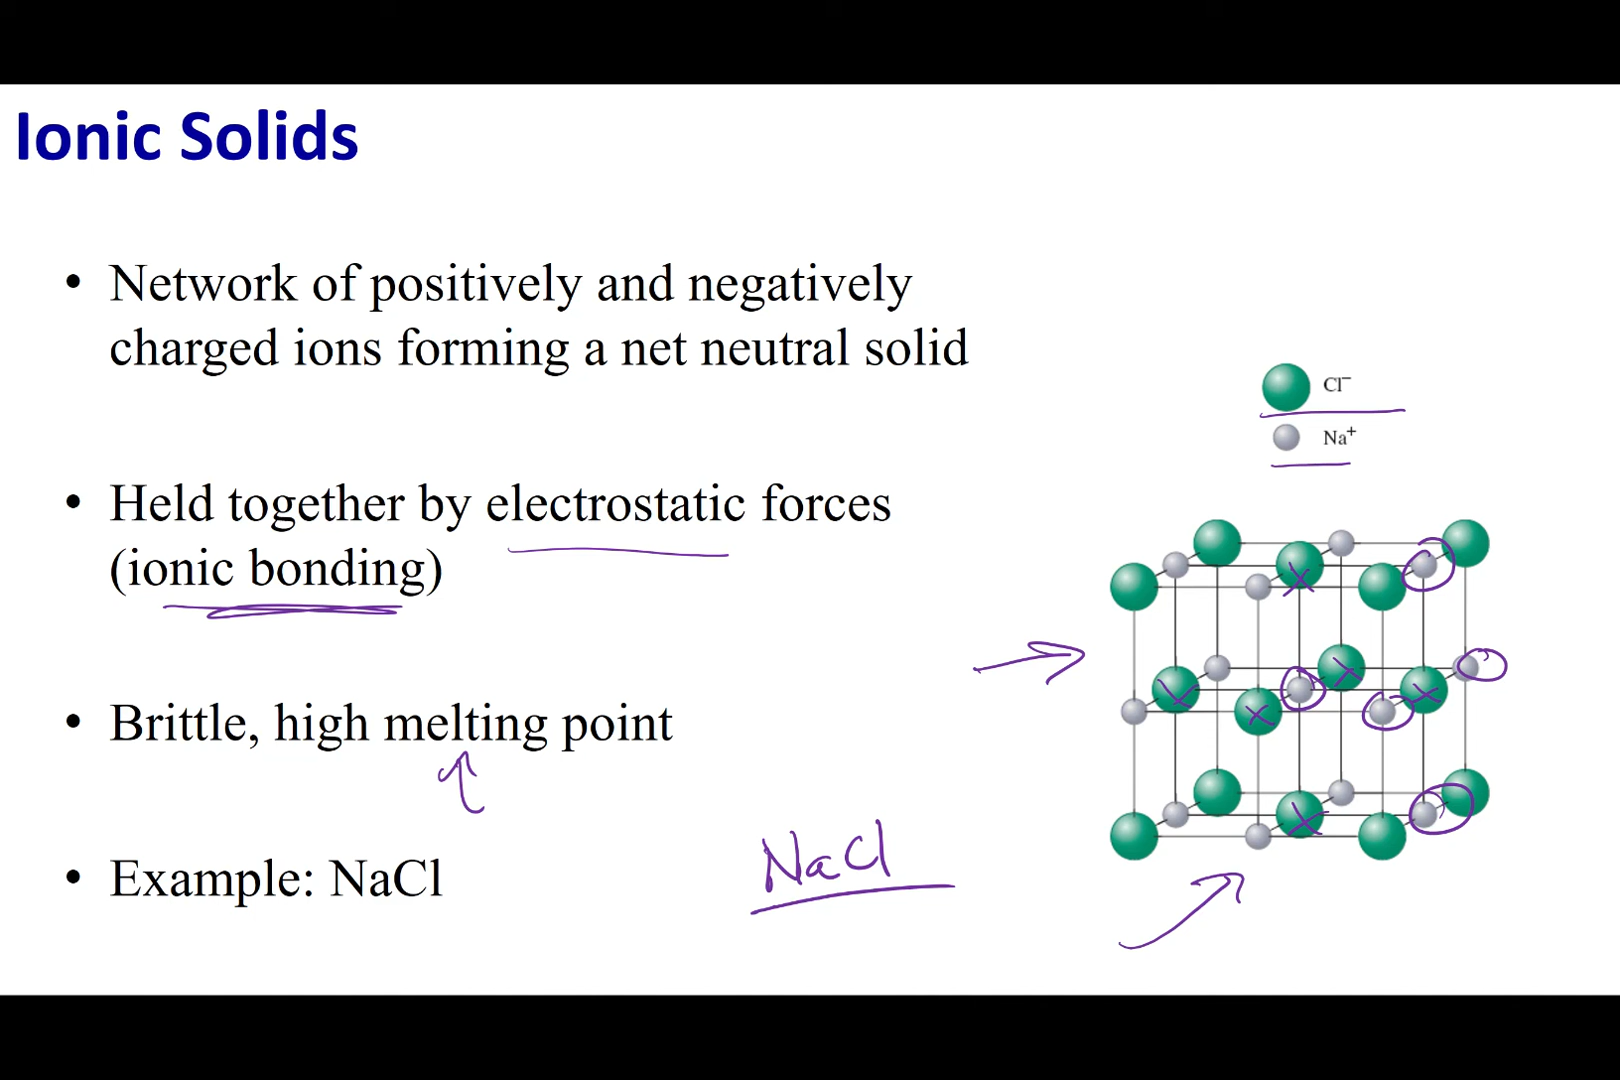 Ionic Solids
• Network of positively and negatively
charged ions forming a net neutral solid
• Held together by electrostatic forces
(ionic bonding)
• Brittle, high melting point
• Example: NaCl
NaCl
Cl⁻
Na⁺